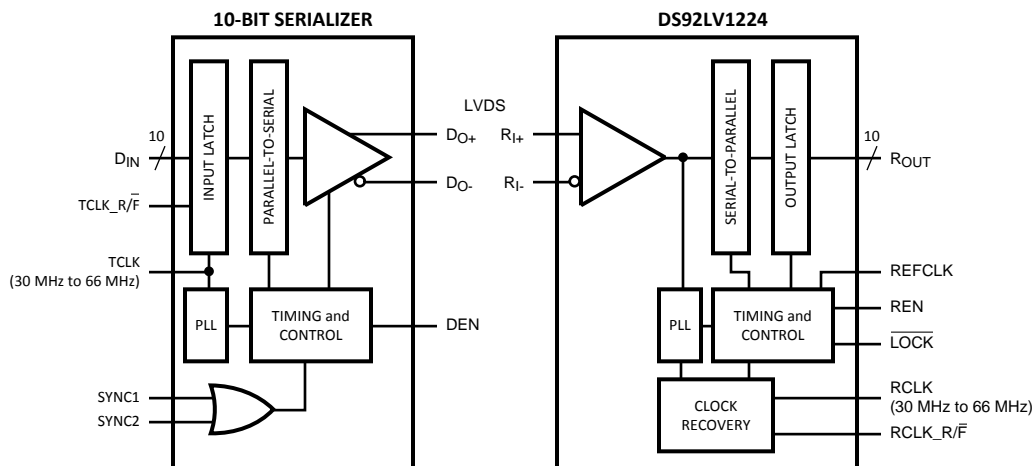 10-BIT SERIALIZER
DS92LV1224
INPUT LATCH
PARALLEL-TO-SERIAL
LVDS
SERIAL-TO-PARALLEL
OUTPUT LATCH
10
DIN
DO+
RI+
10
ROUT
DO-
RI-
TCLK_R/F̅
TCLK
(30 MHz to 66 MHz)
REFCLK
PLL
TIMING and
CONTROL
DEN
PLL
TIMING and
CONTROL
REN
L̅O̅C̅K̅
SYNC1
SYNC2
CLOCK
RECOVERY
RCLK
(30 MHz to 66 MHz)
RCLK_R/F̅